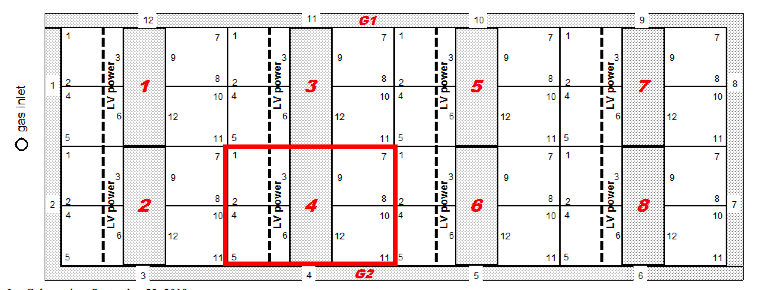 12 11 G1 10 9
1 7 1 7 1 7 1 7
3 9 3 9 3 9 3 9
1 LV power 1 LV power 3 LV power 5 LV power 7 8
2 8 2 8 2 8 2 8
4 10 4 10 4 10 4 10
6 12 6 12 6 12 6 12
5 11 5 11 5 11 5 11
gas inlet
1 7 1 7 1 7 1 7
3 9 3 9 3 9 3 9
2 LV power 2 LV power 4 LV power 6 LV power 8 7
2 8 2 8 2 8 2 8
4 10 4 10 4 10 4 10
6 12 6 12 6 12 6 12
5 11 5 11 5 11 5 11
3 4 G2 5 6